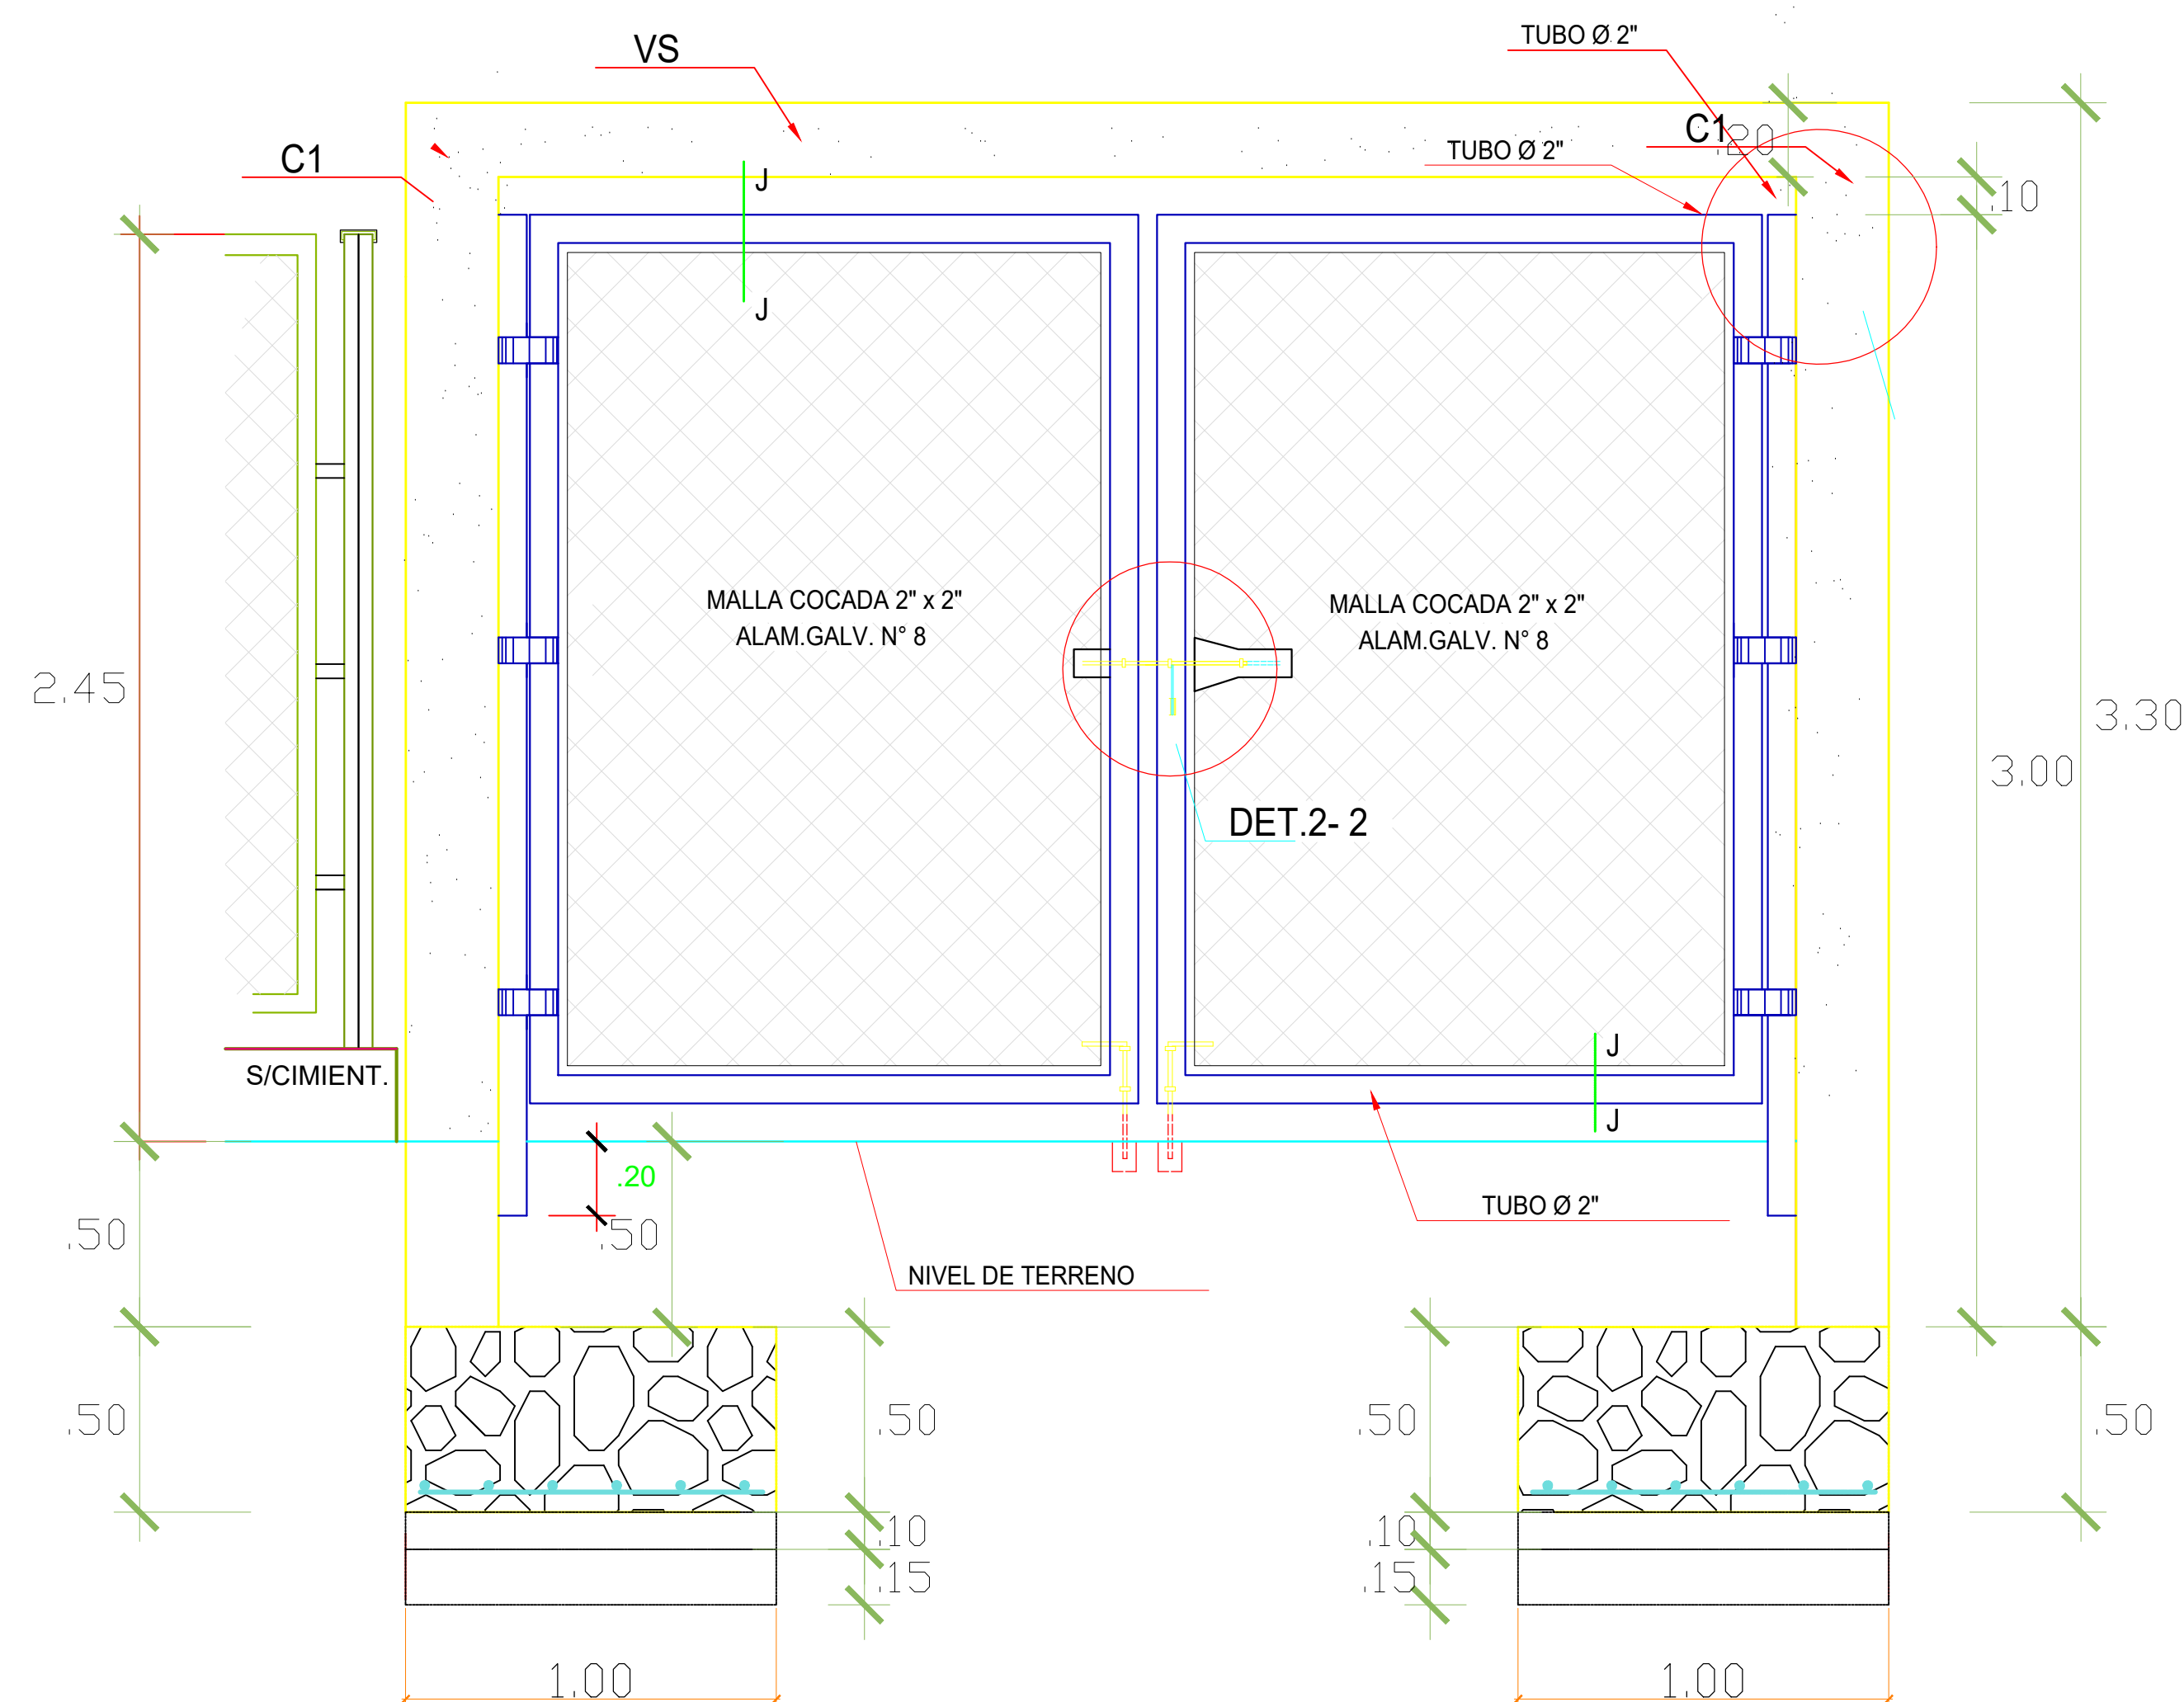 TUBO Ø 2"
VS
C1
.20
TUBO Ø 2"
C1
J
.10
J
MALLA COCADA 2" x 2"
ALAM.GALV. N° 8
MALLA COCADA 2" x 2"
ALAM.GALV. N° 8
2.45
3.30
3.00
DET.2- 2
J
S/CIMIENT.
J
.20
TUBO Ø 2"
.50
.50
NIVEL DE TERRENO
.50
.50
.50
.50
.10
.10
.15
.15
1.00
1.00